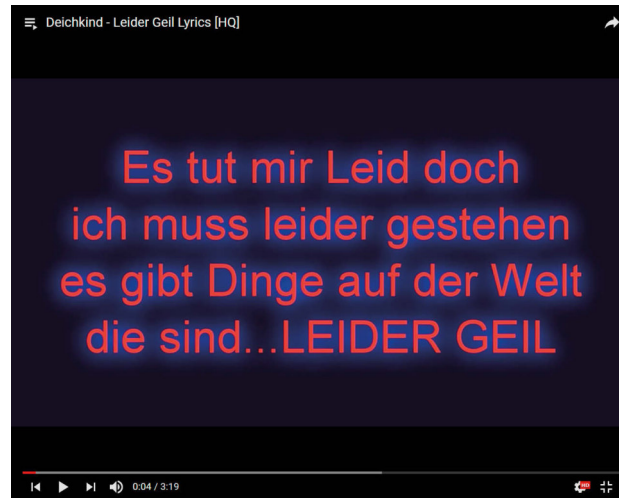 Deichkind - Leider Geil Lyrics [HQ]
Es tut mir Leid doch
ich muss leider gestehen
es gibt Dinge auf der Welt
die sind...LEIDER GEIL
0:04 / 3:19
HD